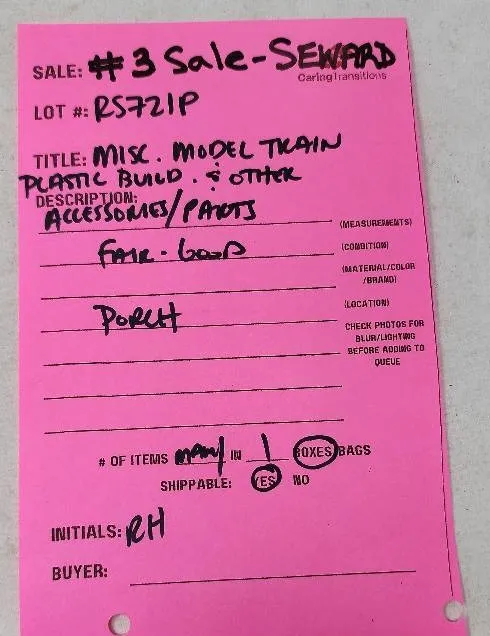 SALE: #3 Sale-SEWARD
CaringTransitions
LOT #: RS721P
TITLE: MISC. MODEL TRAIN
PLASTIC BUILD. & OTHER
DESCRIPTION:
ACCESSORIES/PARTS
(MEASUREMENTS)
FAIR-GOOD (CONDITION)
(MATERIAL/COLOR
/BRAND)
PORCH (LOCATION)
CHECK PHOTOS FOR
BLUR/LIGHTING
BEFORE ADDING TO
QUEUE
# OF ITEMS many IN 1 BOXES/BAGS
SHIPPABLE: YES NO
INITIALS: RH
BUYER: